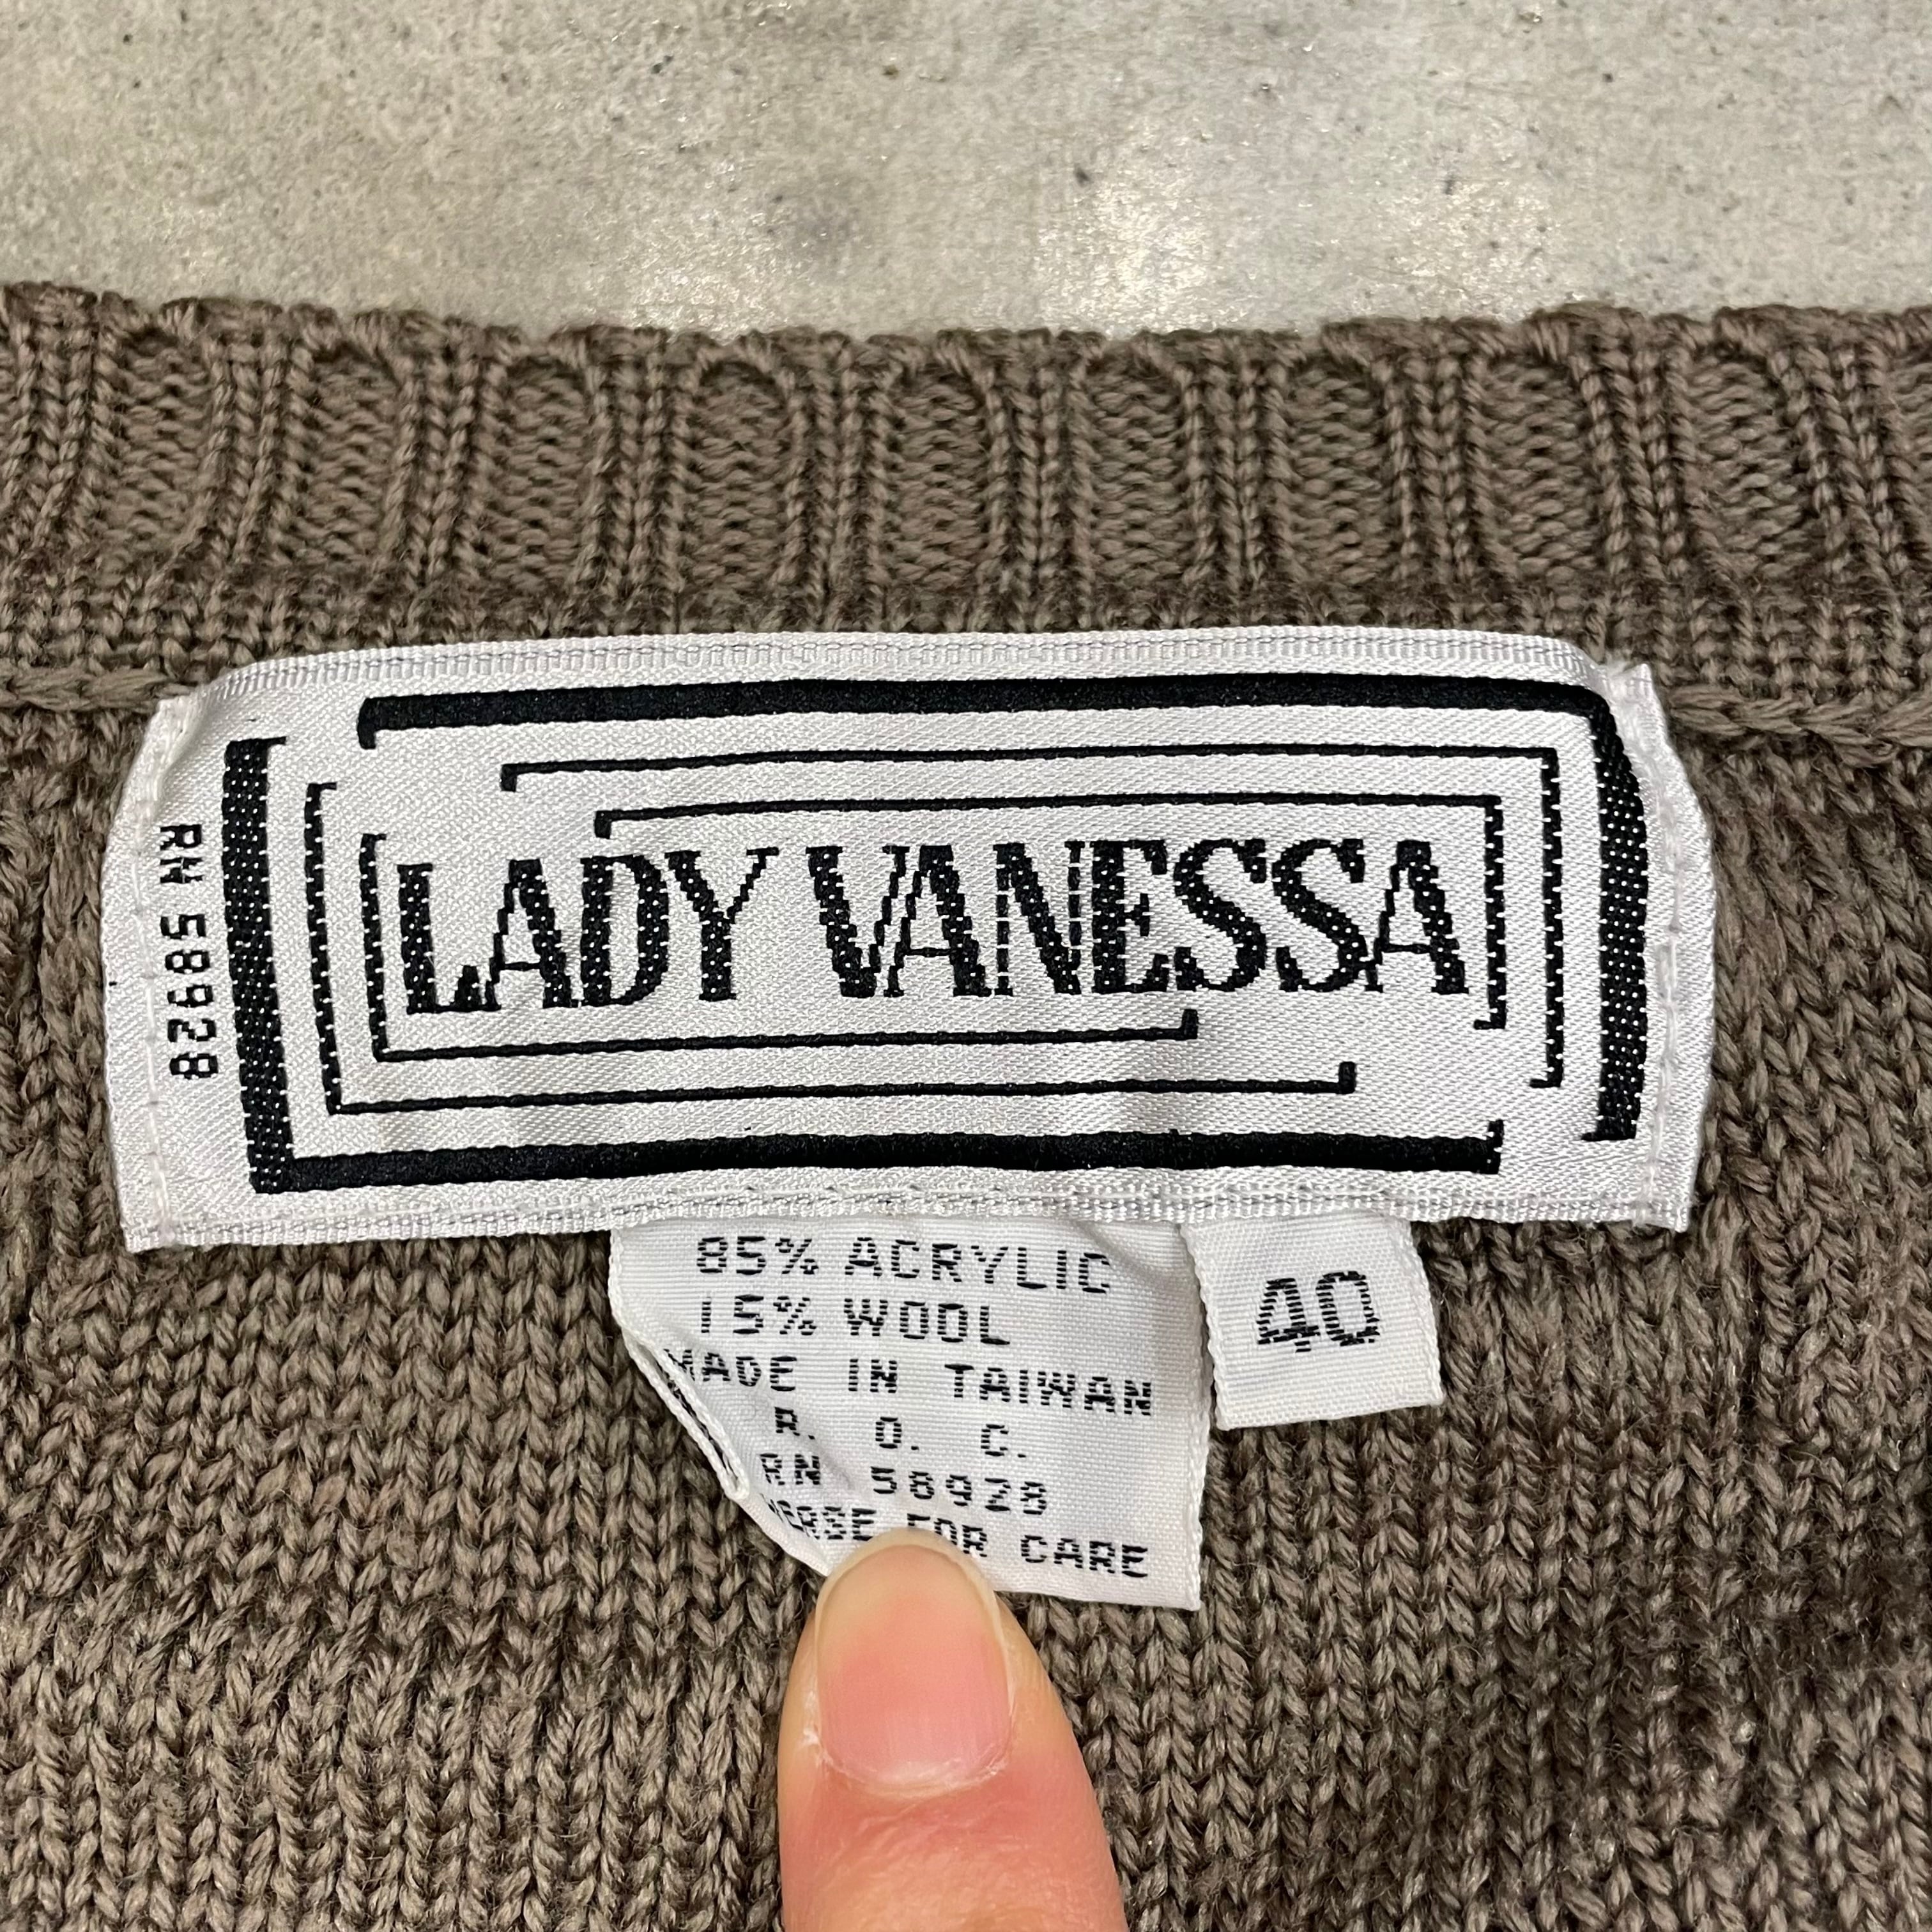 RN 58928
LADY VANESSA
85% ACRYLIC
15% WOOL
40
MADE IN TAIWAN
R. O. C.
RN 58928
FOR CARE